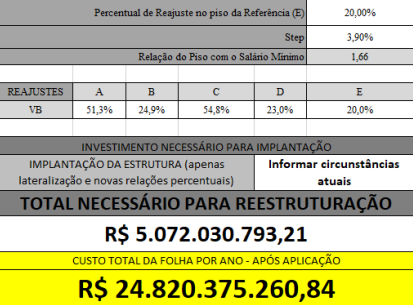 Percentual de Reajuste no piso da Referência (E) 20,00%
Step 3,90%
Relação do Piso com o Salário Mínimo 1,66
REAJUSTES A B C D E
VB 51,3% 24,9% 54,8% 23,0% 20,0%
INVESTIMENTO NECESSÁRIO PARA IMPLANTAÇÃO
IMPLANTAÇÃO DA ESTRUTURA (apenas Informar circunstâncias
lateralização e novas relações percentuais) atuais
TOTAL NECESSÁRIO PARA REESTRUTURAÇÃO
R$ 5.072.030.793,21
CUSTO TOTAL DA FOLHA POR ANO - APÓS APLICAÇÃO
R$ 24.820.375.260,84